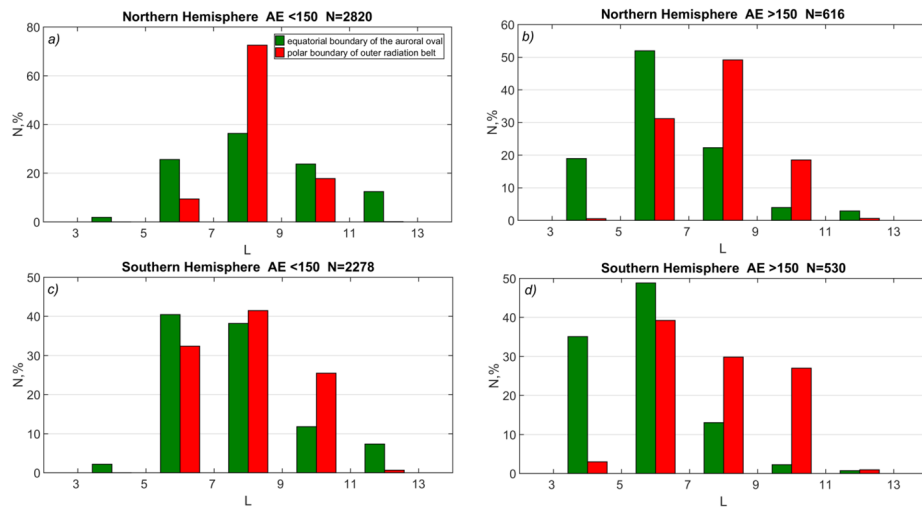 Northern Hemisphere AE <150 N=2820
a)
equatorial boundary of the auroral oval
polar boundary of outer radiation belt
N,%
80
60
40
20
0
3 5 7 9 11 13
L
Northern Hemisphere AE >150 N=616
b)
N,%
60
50
40
30
20
10
0
3 5 7 9 11 13
L
Southern Hemisphere AE <150 N=2278
c)
N,%
50
40
30
20
10
0
3 5 7 9 11 13
L
Southern Hemisphere AE >150 N=530
d)
N,%
50
40
30
20
10
0
3 5 7 9 11 13
L